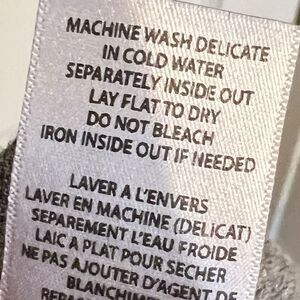 MACHINE WASH DELICATE
IN COLD WATER
SEPARATELY INSIDE OUT
LAY FLAT TO DRY
DO NOT BLEACH
IRON INSIDE OUT IF NEEDED
LAVER A L'ENVERS
LAVER EN MACHINE (DELICAT)
SEPAREMENT L'EAU FROIDE
LAIC A PLAT POUR SECHER
NE PAS AJOUTER D'AGENT DE